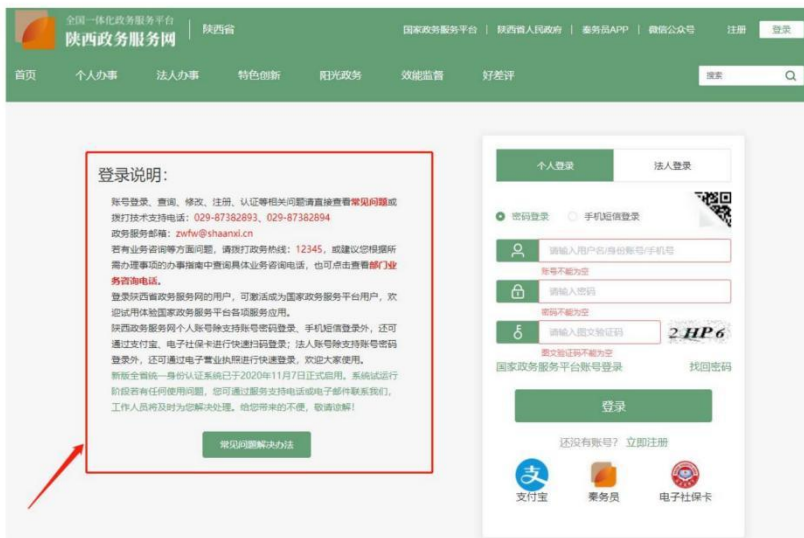 全国一体化政务服务平台
陕西政务服务网
陕西省
国家政务服务平台 | 陕西省人民政府 | 秦务员APP | 微信公众号 注册 登录
首页 个人办事 法人办事 特色创新 阳光政务 效能监督 好差评 搜索
登录说明：
账号登录、查询、修改、注册、认证等相关问题请直接查看常见问题或
拨打技术支持电话：029-87382893、029-87382894
政务服务邮箱：zwfw@shaanxi.cn
若有业务咨询等方面问题，请拨打政务热线：12345，或建议您根据所
需办理事项的办事指南中查询具体业务咨询电话，也可点击查看部门业
务咨询电话。
登录陕西省政务服务网的用户，可激活成为国家政务服务平台用户，欢
迎试用体验国家政务服务平台各项服务应用。
陕西政务服务网个人账号除支持账号密码登录、手机短信登录外，还可
通过支付宝、电子社保卡进行快速扫码登录；法人账号除支持账号密码
登录外，还可通过电子营业执照进行快速登录，欢迎大家使用。
新版全省统一身份认证系统已于2020年11月7日正式启用。系统试运行
阶段若有任何使用问题，您可通过服务支持电话或电子邮件联系我们，
工作人员将及时为您解决处理。给您带来的不便，敬请谅解！
常见问题解决办法
个人登录 法人登录
密码登录 手机短信登录
请输入用户名/身份账号/手机号
账号不能为空
请输入密码
密码不能为空
请输入图文验证码 2HP6
图文验证码不能为空
国家政务服务平台账号登录 找回密码
登录
还没有账号？ 立即注册
支付宝 秦务员 电子社保卡